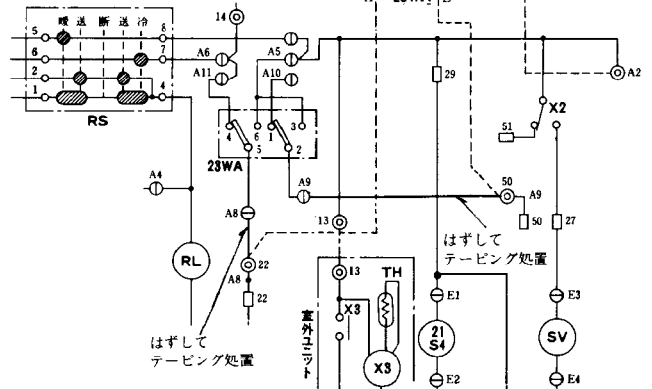 14
暖 送 断 送 冷
5
8
6
7
2
1
4
RS
A6
A5
A11
A10
4
6
1
3
5
2
23WA
A4
A9
A8
RL
22
A8
22
はずして
テーピング処置
13
13
室外ユニット
X3
TH
X3
29
はずして
テーピング処置
50
A9
50
E1
21
S4
E2
A2
X2
51
27
E3
SV
E4